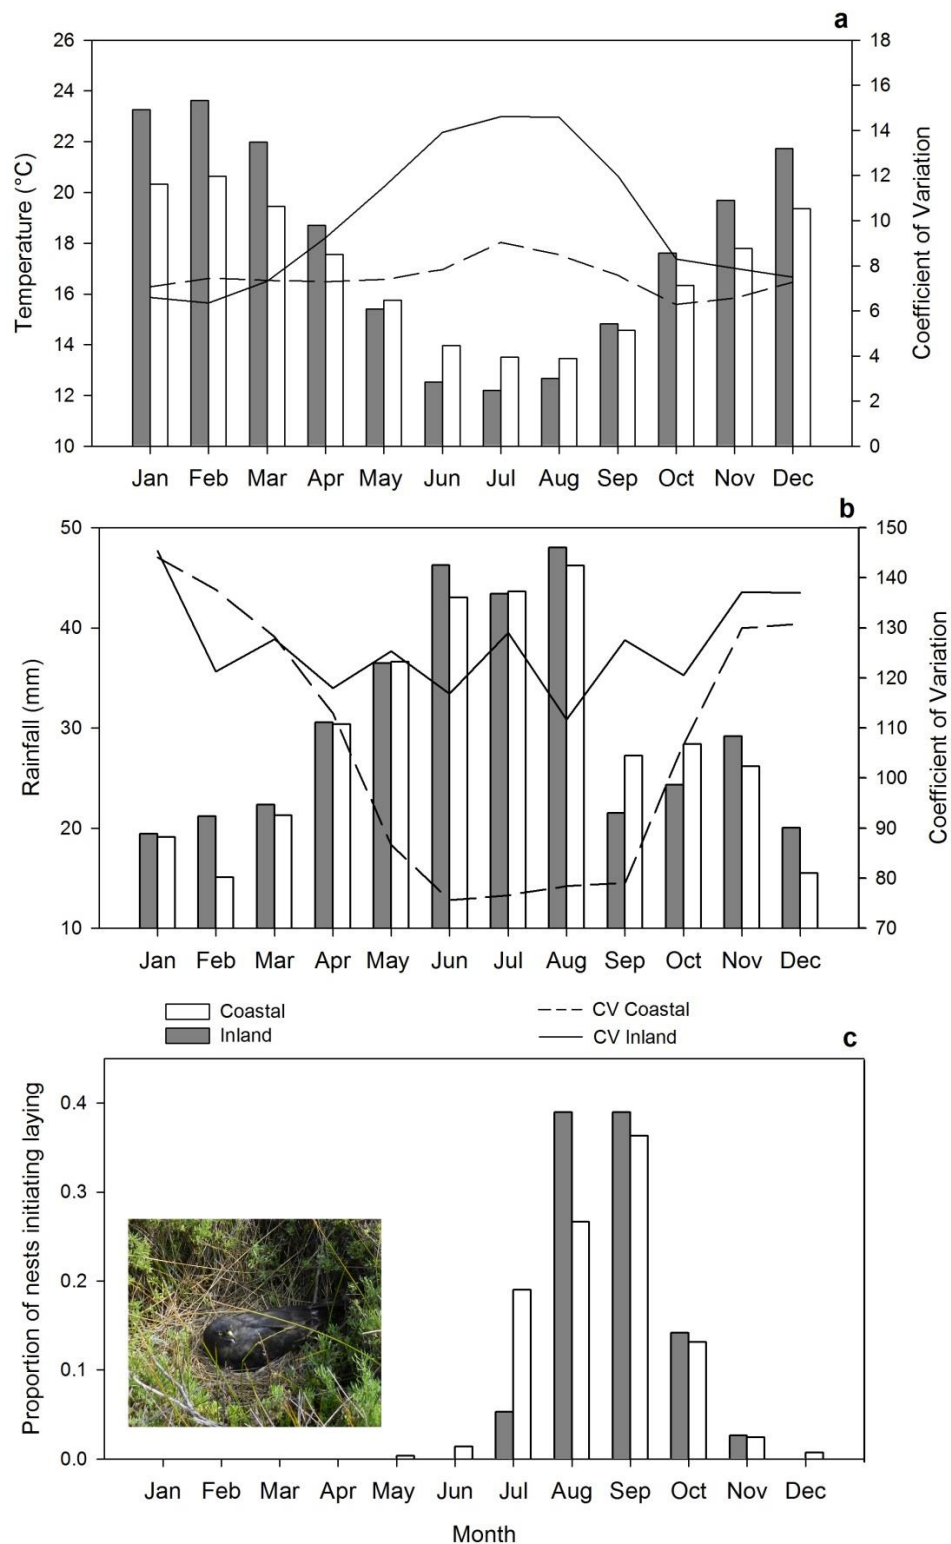 a
26
24
22
20
18
16
14
12
10
Temperature (°C)
18
16
14
12
10
8
6
4
2
0
Coefficient of Variation
Jan Feb Mar Apr May Jun Jul Aug Sep Oct Nov Dec
b
50
40
30
20
10
Rainfall (mm)
150
140
130
120
110
100
90
80
70
Coefficient of Variation
Jan Feb Mar Apr May Jun Jul Aug Sep Oct Nov Dec
Coastal
Inland
CV Coastal
CV Inland
c
0.4
0.3
0.2
0.1
0.0
Proportion of nests initiating laying
Jan Feb Mar Apr May Jun Jul Aug Sep Oct Nov Dec
Month